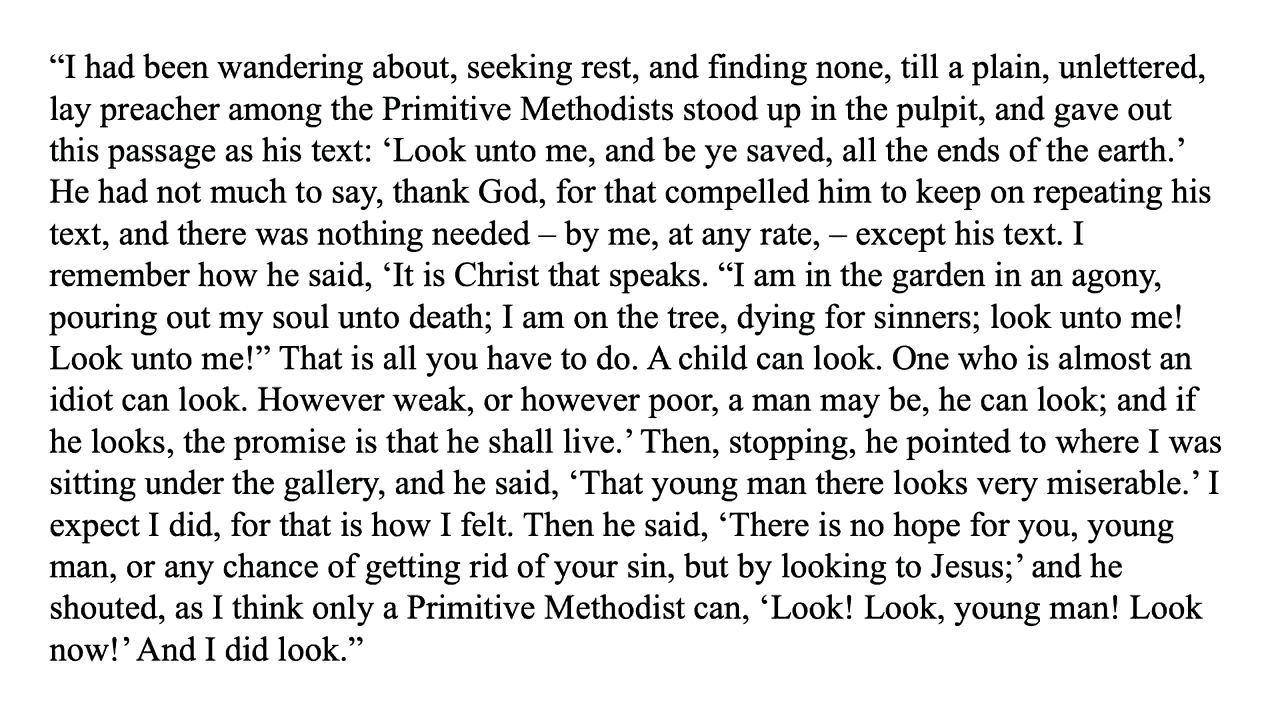 “I had been wandering about, seeking rest, and finding none, till a plain, unlettered,
lay preacher among the Primitive Methodists stood up in the pulpit, and gave out
this passage as his text: ‘Look unto me, and be ye saved, all the ends of the earth.’
He had not much to say, thank God, for that compelled him to keep on repeating his
text, and there was nothing needed – by me, at any rate, – except his text. I
remember how he said, ‘It is Christ that speaks. “I am in the garden in an agony,
pouring out my soul unto death; I am on the tree, dying for sinners; look unto me!
Look unto me!” That is all you have to do. A child can look. One who is almost an
idiot can look. However weak, or however poor, a man may be, he can look; and if
he looks, the promise is that he shall live.’ Then, stopping, he pointed to where I was
sitting under the gallery, and he said, ‘That young man there looks very miserable.’ I
expect I did, for that is how I felt. Then he said, ‘There is no hope for you, young
man, or any chance of getting rid of your sin, but by looking to Jesus;’ and he
shouted, as I think only a Primitive Methodist can, ‘Look! Look, young man! Look
now!’ And I did look.”